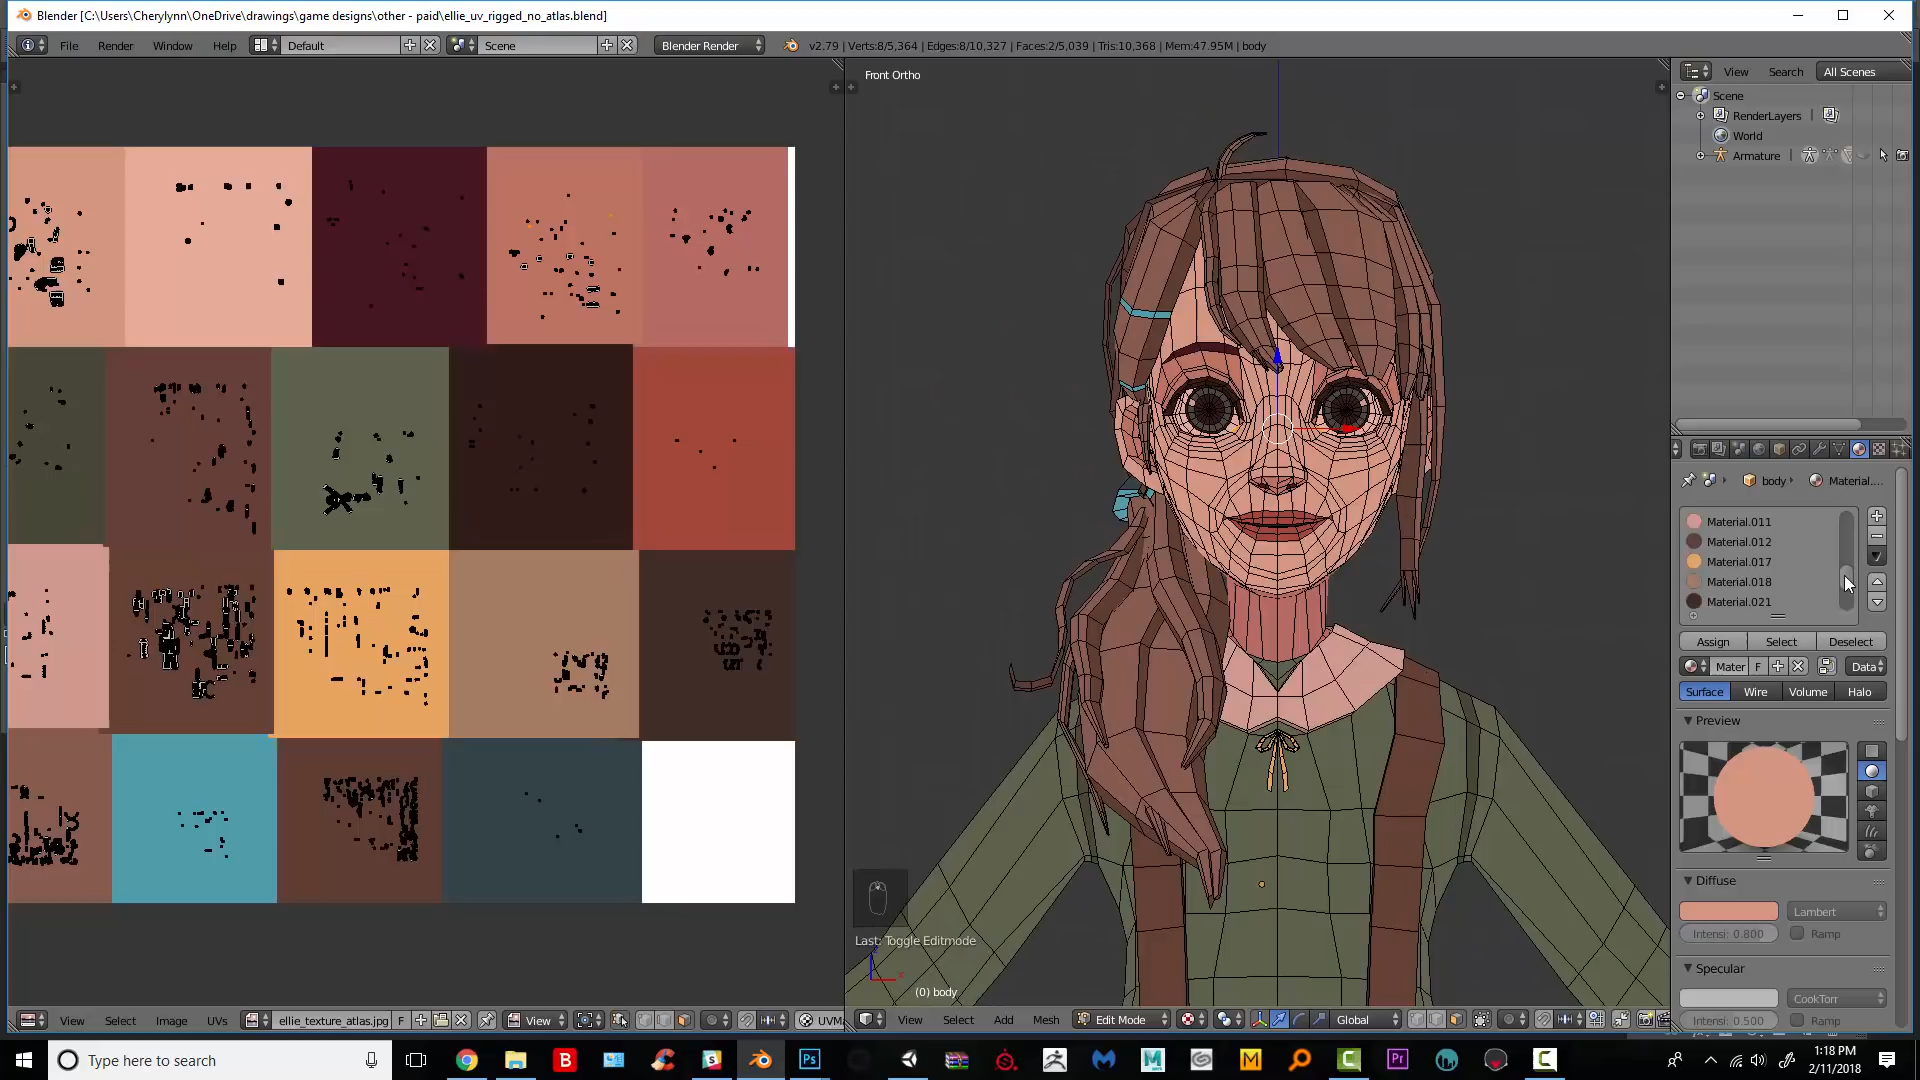 Blender [C:\Users\Cherylynn\OneDrive\drawings\game designs\other - paid\ellie_uv_rigged_no_atlas.blend]
File Render Window Help Default Scene Blender Render v2.79 | Verts:8/5,364 | Edges:8/10,327 | Faces:2/5,039 | Tris:10,368 | Mem:47.95M | body
Front Ortho
View Search All Scenes
Scene
RenderLayers
World
Armature
body Material....
Material.011
Material.012
Material.017
Material.018
Material.021
Assign Select Deselect
Mater F Data
Surface Wire Volume Halo
Preview
Diffuse
Lambert
Intensi: 0.800 Ramp
Specular
CookTorr
Intensi: 0.500 Ramp
Last: Toggle Editmode
(0) body
View Select Image UVs ellie_texture_atlas.jpg F View UVMa
View Select Add Mesh Edit Mode Global
Type here to search
1:18 PM
2/11/2018